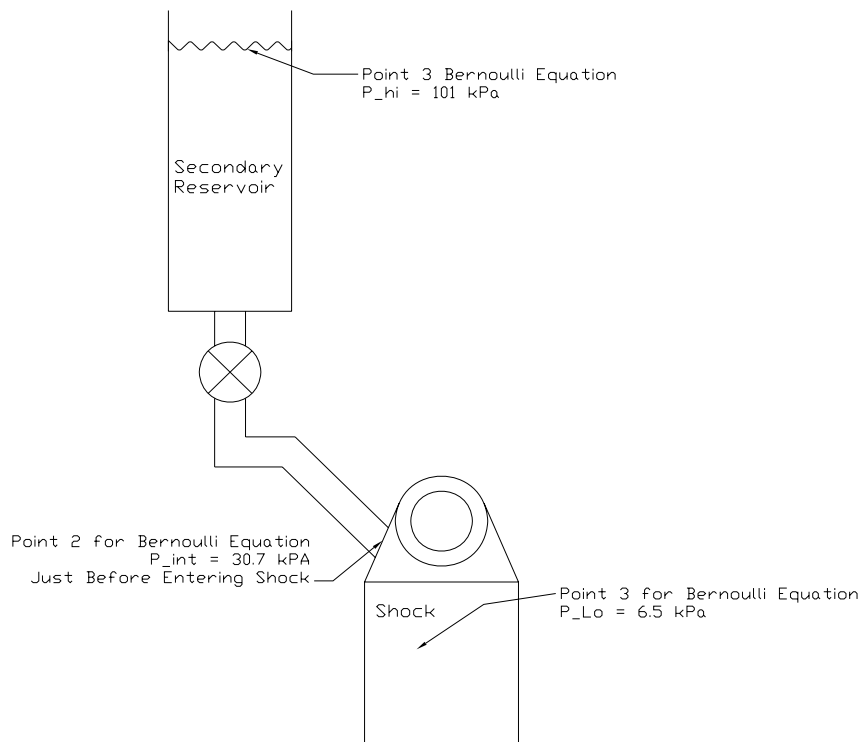 Point 3 Bernoulli Equation
P_hi = 101 kPa
Secondary
Reservoir
Point 2 for Bernoulli Equation
P_int = 30.7 kPA
Just Before Entering Shock
Point 3 for Bernoulli Equation
P_Lo = 6.5 kPa
Shock